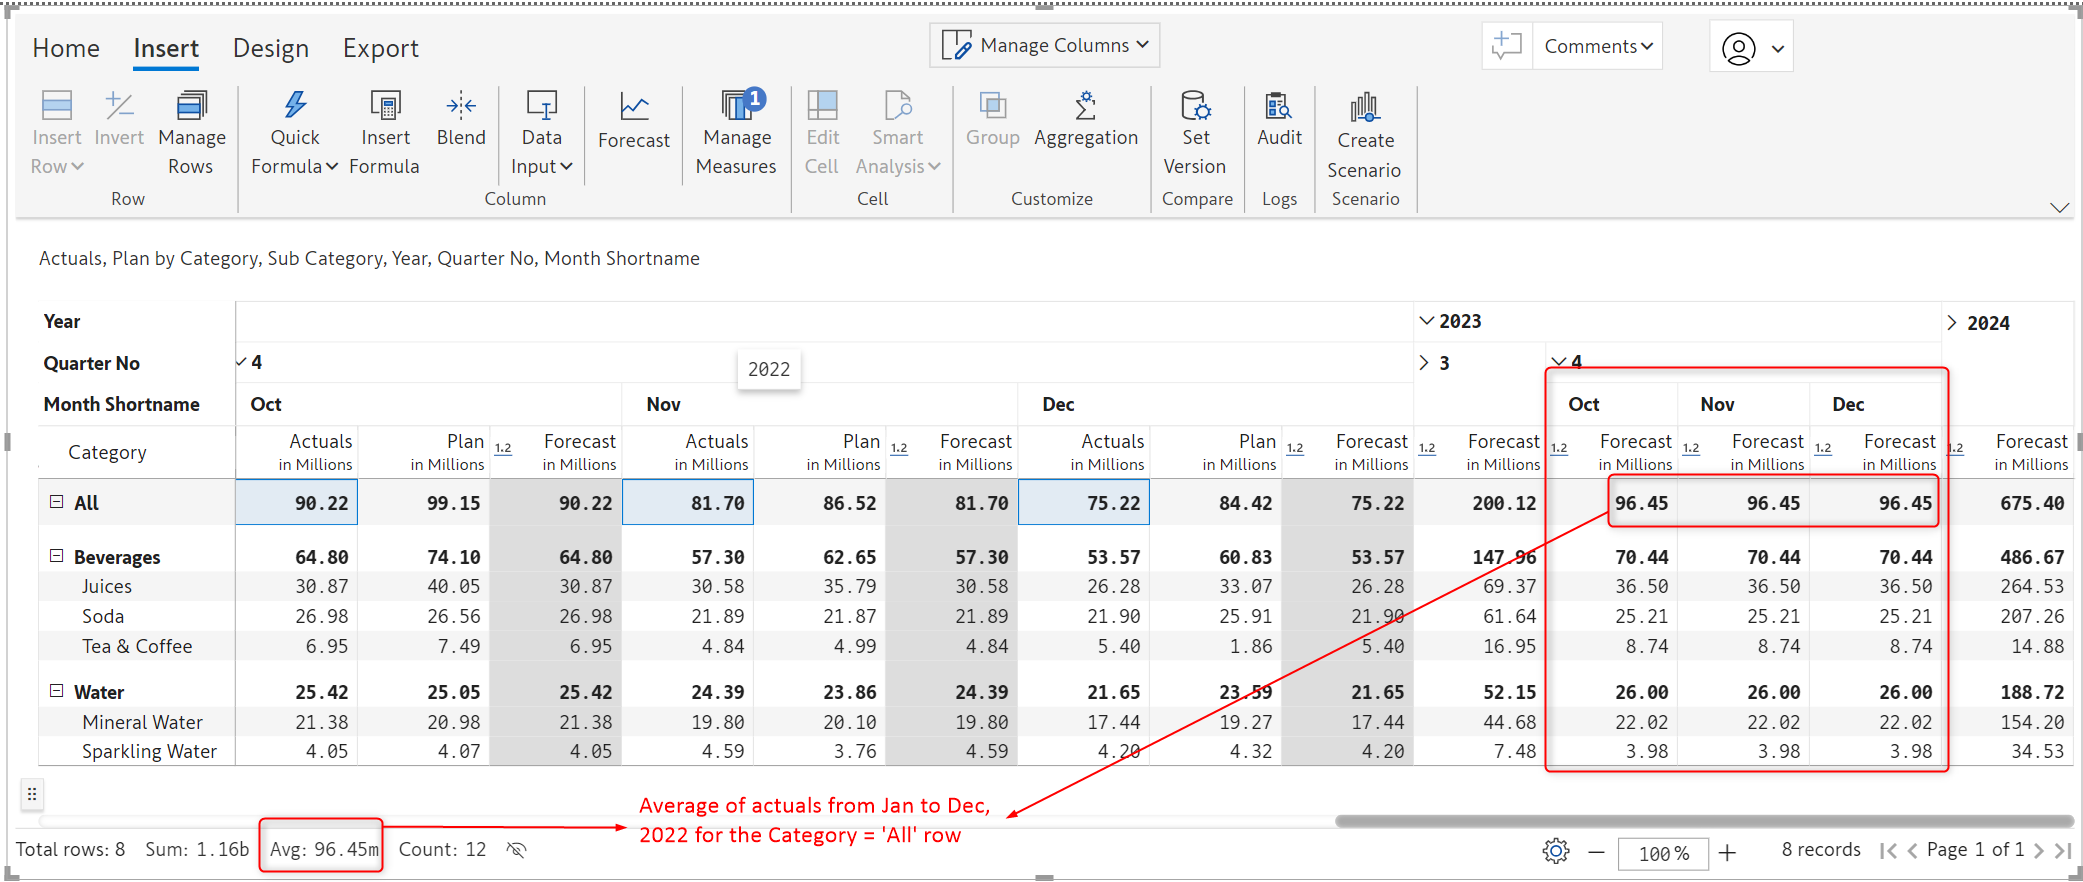 Home Insert Design Export
Manage Columns
Comments
Insert Row
Invert
Manage Rows
Row
Quick Formula
Insert Formula
Blend
Data Input
Forecast
1
Manage Measures
Column
Edit Cell
Smart Analysis
Cell
Group
Aggregation
Customize
Set Version
Compare
Audit
Logs
Create Scenario
Scenario
Actuals, Plan by Category, Sub Category, Year, Quarter No, Month Shortname
Year 2023 2024
Quarter No 4 2022 3 4
Month Shortname Oct Nov Dec Oct Nov Dec
Category Actuals Plan 1.2 Forecast Actuals Plan 1.2 Forecast Actuals Plan 1.2 Forecast 1.2 Forecast 1.2 Forecast 1.2 Forecast 1.2 Forecast 1.2 Forecast
in Millions in Millions in Millions in Millions in Millions in Millions in Millions in Millions in Millions in Millions in Millions in Millions in Millions in Millions
All 90.22 99.15 90.22 81.70 86.52 81.70 75.22 84.42 75.22 200.12 96.45 96.45 96.45 675.40
Beverages 64.80 74.10 64.80 57.30 62.65 57.30 53.57 60.83 53.57 147.96 70.44 70.44 70.44 486.67
Juices 30.87 40.05 30.87 30.58 35.79 30.58 26.28 33.07 26.28 69.37 36.50 36.50 36.50 264.53
Soda 26.98 26.56 26.98 21.89 21.87 21.89 21.90 25.91 21.90 61.64 25.21 25.21 25.21 207.26
Tea & Coffee 6.95 7.49 6.95 4.84 4.99 4.84 5.40 1.86 5.40 16.95 8.74 8.74 8.74 14.88
Water 25.42 25.05 25.42 24.39 23.86 24.39 21.65 23.59 21.65 52.15 26.00 26.00 26.00 188.72
Mineral Water 21.38 20.98 21.38 19.80 20.10 19.80 17.44 19.27 17.44 44.68 22.02 22.02 22.02 154.20
Sparkling Water 4.05 4.07 4.05 4.59 3.76 4.59 4.20 4.32 4.20 7.48 3.98 3.98 3.98 34.53
Average of actuals from Jan to Dec,
2022 for the Category = 'All' row
Total rows: 8 Sum: 1.16b Avg: 96.45m Count: 12 100% 8 records Page 1 of 1